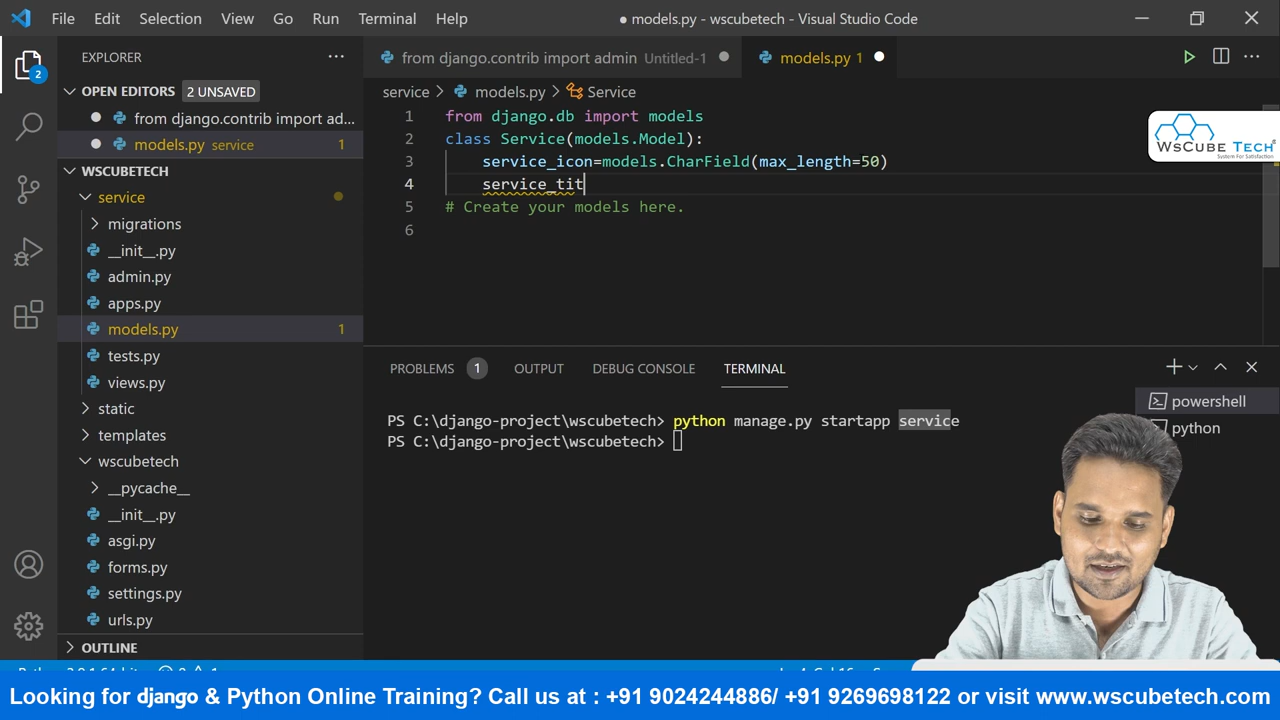 File Edit Selection View Go Run Terminal Help
● models.py - wscubetech - Visual Studio Code
2
EXPLORER
OPEN EDITORS 2 UNSAVED
from django.contrib import ad...
models.py service 1
WSCUBETECH
service
migrations
__init__.py
admin.py
apps.py
models.py 1
tests.py
views.py
static
templates
wscubetech
__pycache__
__init__.py
asgi.py
forms.py
settings.py
urls.py
OUTLINE
from django.contrib import admin Untitled-1
models.py 1
service > models.py > Service
1 from django.db import models
2 class Service(models.Model):
3 service_icon=models.CharField(max_length=50)
4 service_tit
5 # Create your models here.
6
WsCube Tech
System For Satisfaction
PROBLEMS 1 OUTPUT DEBUG CONSOLE TERMINAL
PS C:\django-project\wscubetech> python manage.py startapp service
PS C:\django-project\wscubetech>
powershell
python
Looking for django & Python Online Training? Call us at : +91 9024244886/ +91 9269698122 or visit www.wscubetech.com